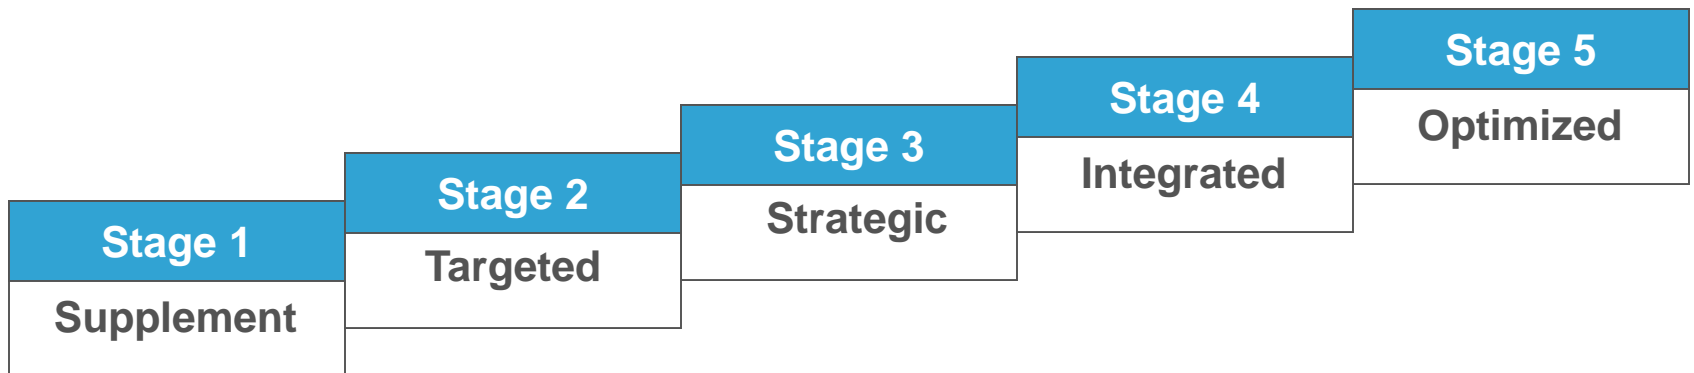 Stage 1
Supplement
Stage 2
Targeted
Stage 3
Strategic
Stage 4
Integrated
Stage 5
Optimized